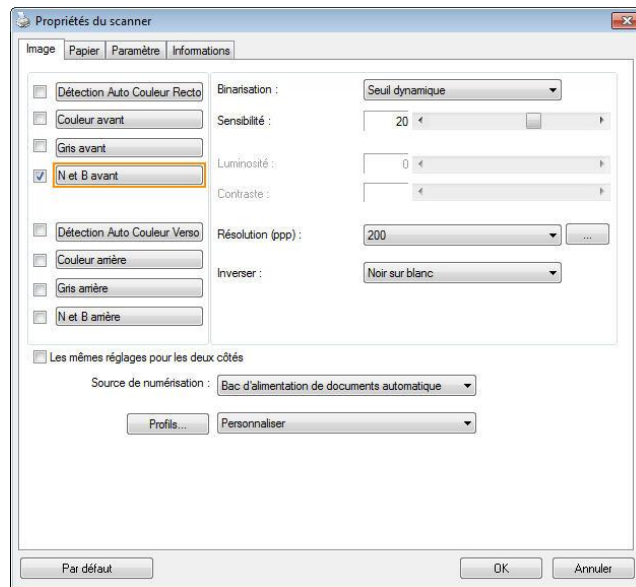 Propriétés du scanner
Image Papier Paramètre Informations
Détection Auto Couleur Recto
Couleur avant
Gris avant
N et B avant
Détection Auto Couleur Verso
Couleur arrière
Gris arrière
N et B arrière
Binarisation : Seuil dynamique
Sensibilité : 20
Luminosité : 0
Contraste :
Résolution (ppp) : 200 ...
Inverser : Noir sur blanc
Les mêmes réglages pour les deux côtés
Source de numérisation : Bac d'alimentation de documents automatique
Profils... Personnaliser
Par défaut OK Annuler